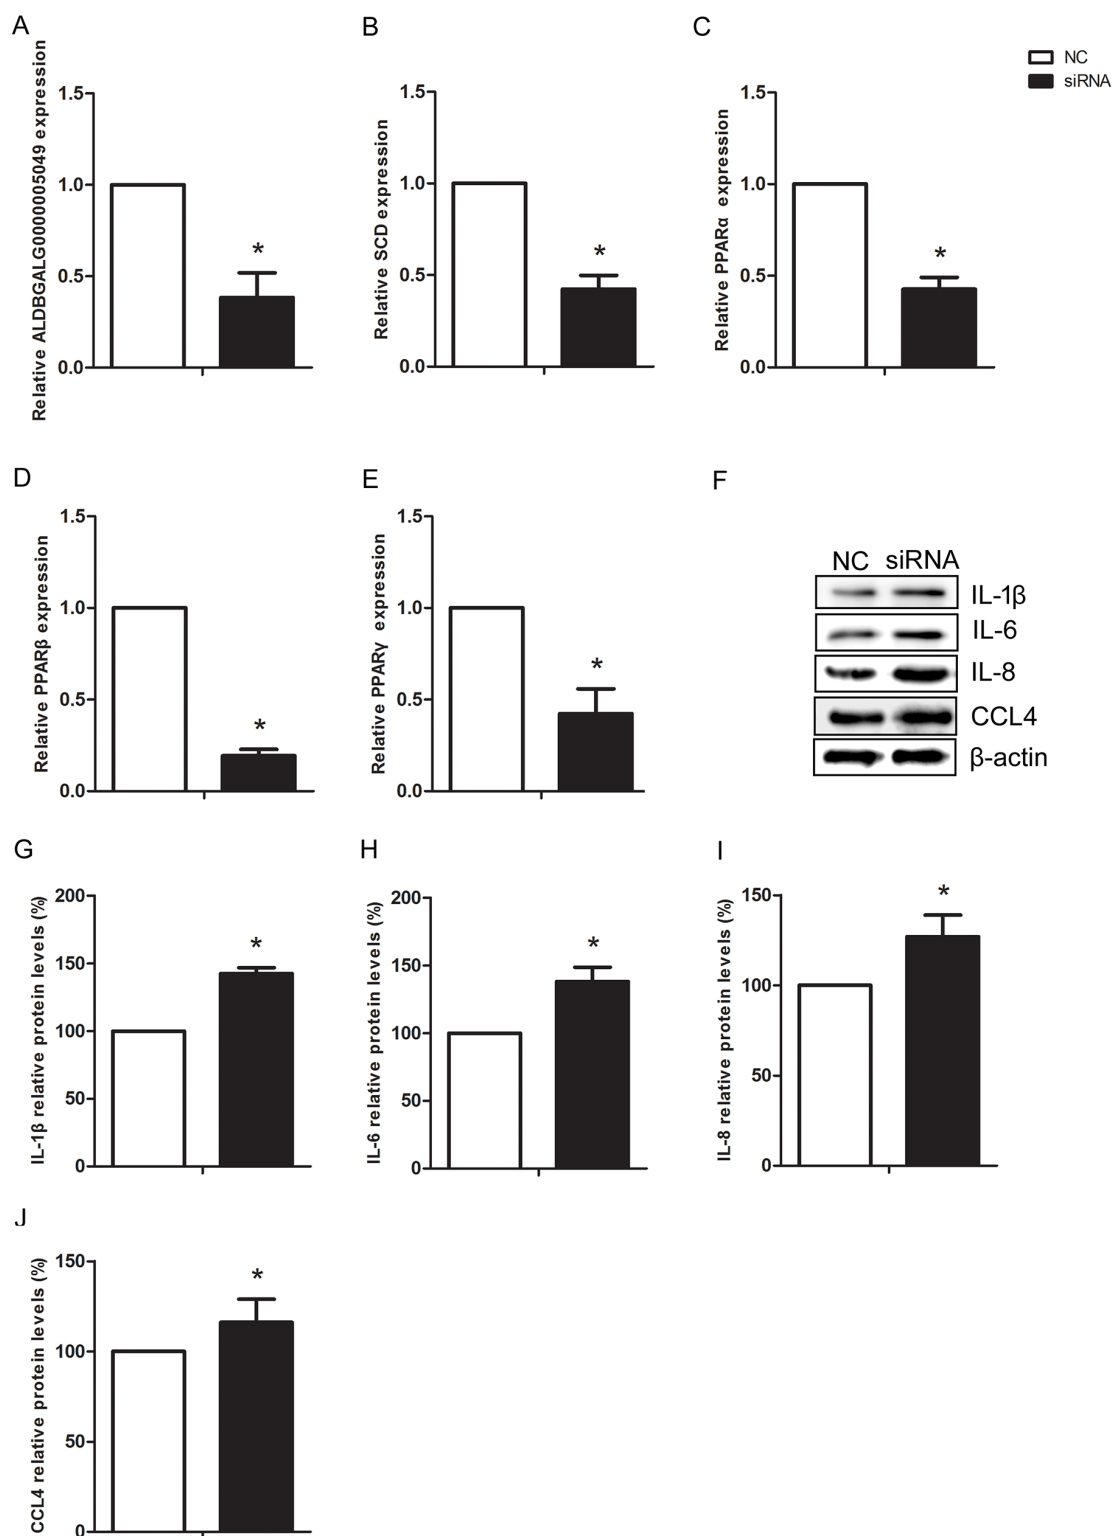 A
B
C
NC
siRNA
Relative ALDBGALG0000005049 expression
1.5
1.0
0.5
0.0
*
Relative SCD expression
1.5
1.0
0.5
0.0
*
Relative PPARα expression
1.5
1.0
0.5
0.0
*
D
E
F
Relative PPARβ expression
1.5
1.0
0.5
0.0
*
Relative PPARγ expression
1.5
1.0
0.5
0.0
*
NC siRNA
IL-1β
IL-6
IL-8
CCL4
β-actin
G
H
I
IL-1β relative protein levels (%)
200
150
100
50
0
*
IL-6 relative protein levels (%)
200
150
100
50
0
*
IL-8 relative protein levels (%)
150
100
50
0
*
J
CCL4 relative protein levels (%)
150
100
50
0
*